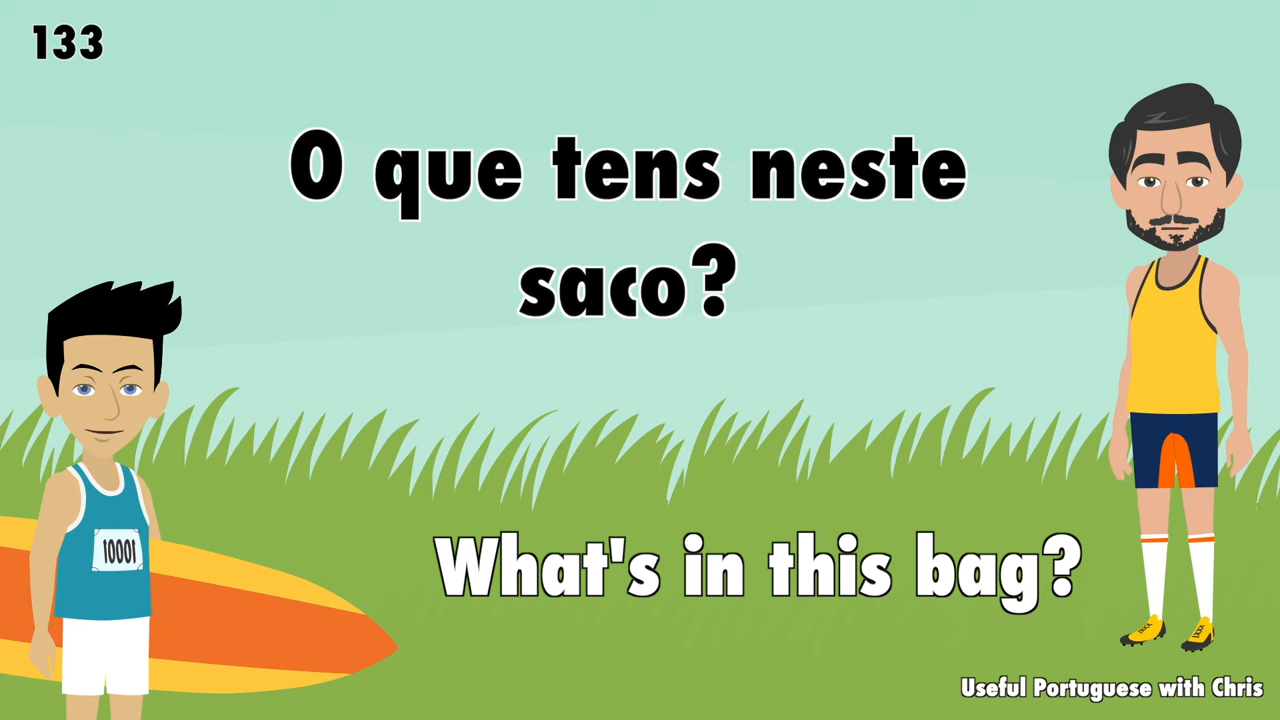 133
O que tens neste
saco?
10001
What's in this bag?
Useful Portuguese with Chris